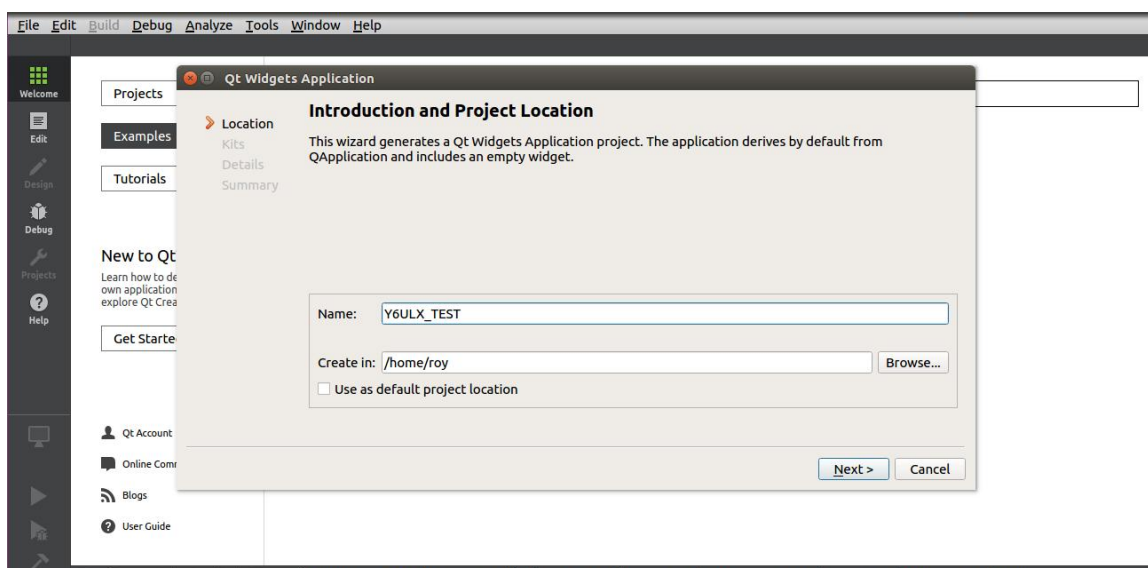 File Edit Build Debug Analyze Tools Window Help
Welcome
Edit
Design
Debug
Projects
Help
Projects
Examples
Tutorials
New to Qt
Learn how to de
own application
explore Qt Crea
Get Starte
Qt Account
Online Comm
Blogs
User Guide
Qt Widgets Application
Location
Kits
Details
Summary
Introduction and Project Location
This wizard generates a Qt Widgets Application project. The application derives by default from
QApplication and includes an empty widget.
Name: Y6ULX_TEST
Create in: /home/roy Browse...
Use as default project location
Next > Cancel